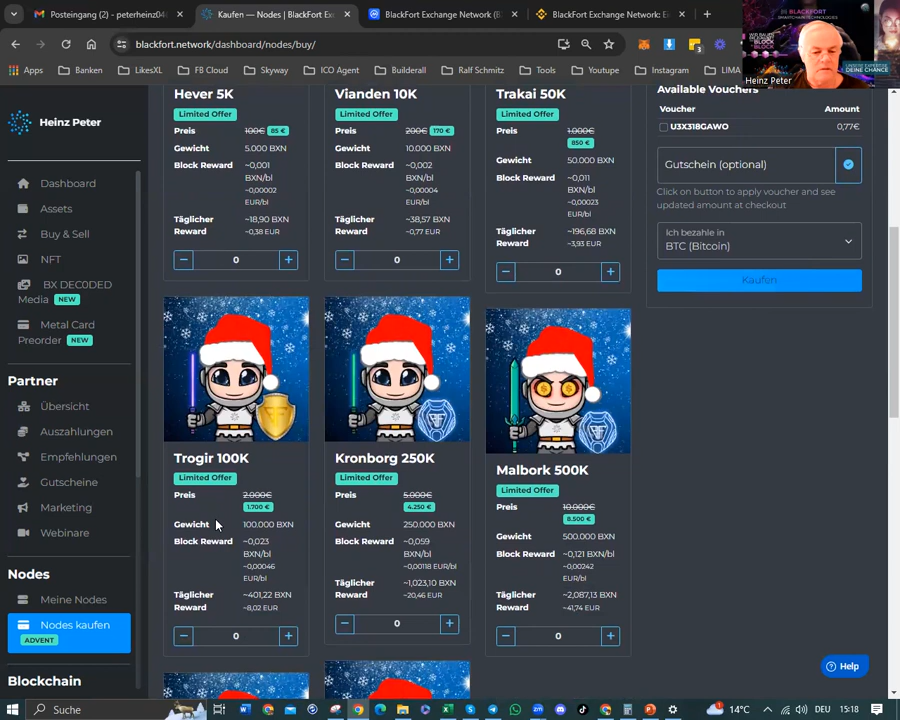 Posteingang (2) - peterheinz04
Kaufen — Nodes | BlackFort Ex
BlackFort Exchange Network (B
BlackFort Exchange Network: E
blackfort.network/dashboard/nodes/buy/
Apps
Banken
LikesXL
FB Cloud
Skyway
ICO Agent
Builderall
Ralf Schmitz
Tools
Youtube
Instagram
LIMA
BLACKFORT
Heinz Peter
Heinz Peter
Dashboard
Assets
Buy & Sell
NFT
BX DEC0DED
Media NEW
Metal Card
Preorder NEW
Partner
Übersicht
Auszahlungen
Empfehlungen
Gutscheine
Marketing
Webinare
Nodes
Meine Nodes
Nodes kaufen
ADVENT
Blockchain
Hever 5K
Limited Offer
Preis 100€ 85 €
Gewicht 5.000 BXN
Block Reward ~0,001
BXN/bl
~0,00002
EUR/bl
Täglicher ~18,90 BXN
Reward ~0,38 EUR
− 0 +
Vianden 10K
Limited Offer
Preis 200€ 170 €
Gewicht 10.000 BXN
Block Reward ~0,002
BXN/bl
~0,00004
EUR/bl
Täglicher ~38,57 BXN
Reward ~0,77 EUR
− 0 +
Trakai 50K
Limited Offer
Preis 1.000€
850 €
Gewicht 50.000 BXN
Block Reward ~0,011
BXN/bl
~0,00023
EUR/bl
Täglicher ~196,68 BXN
Reward ~3,93 EUR
− 0 +
Trogir 100K
Limited Offer
Preis 2.000€
1.700 €
Gewicht 100.000 BXN
Block Reward ~0,023
BXN/bl
~0,00046
EUR/bl
Täglicher ~401,22 BXN
Reward ~8,02 EUR
− 0 +
Kronborg 250K
Limited Offer
Preis 5.000€
4.250 €
Gewicht 250.000 BXN
Block Reward ~0,059
BXN/bl
~0,00118 EUR/bl
Täglicher ~1,023,10 BXN
Reward ~20,46 EUR
− 0 +
Malbork 500K
Limited Offer
Preis 10.000€
8.500 €
Gewicht 500.000 BXN
Block Reward ~0,121 BXN/bl
~0,00242
EUR/bl
Täglicher ~2,087,13 BXN
Reward ~41,74 EUR
− 0 +
Available Vouchers
Voucher Amount
U3X318GAWO 0,77€
Gutschein (optional)
Click on button to apply voucher and see
updated amount at checkout
Ich bezahle in
BTC (Bitcoin)
Kaufen
Help
Suche
14°C
DEU
15:18